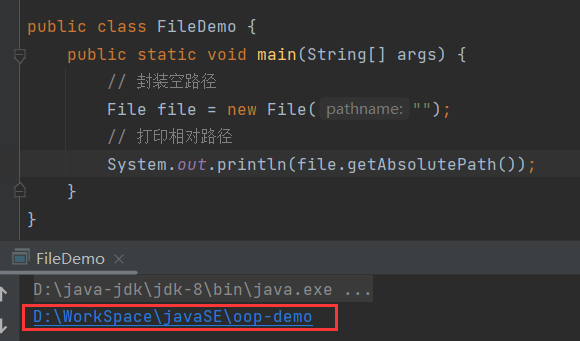 public class FileDemo {
public static void main(String[] args) {
// 封装空路径
File file = new File( pathname: "");
// 打印相对路径
System.out.println(file.getAbsolutePath());
}
}
FileDemo ×
D:\java-jdk\jdk-8\bin\java.exe ...
D:\WorkSpace\javaSE\oop-demo